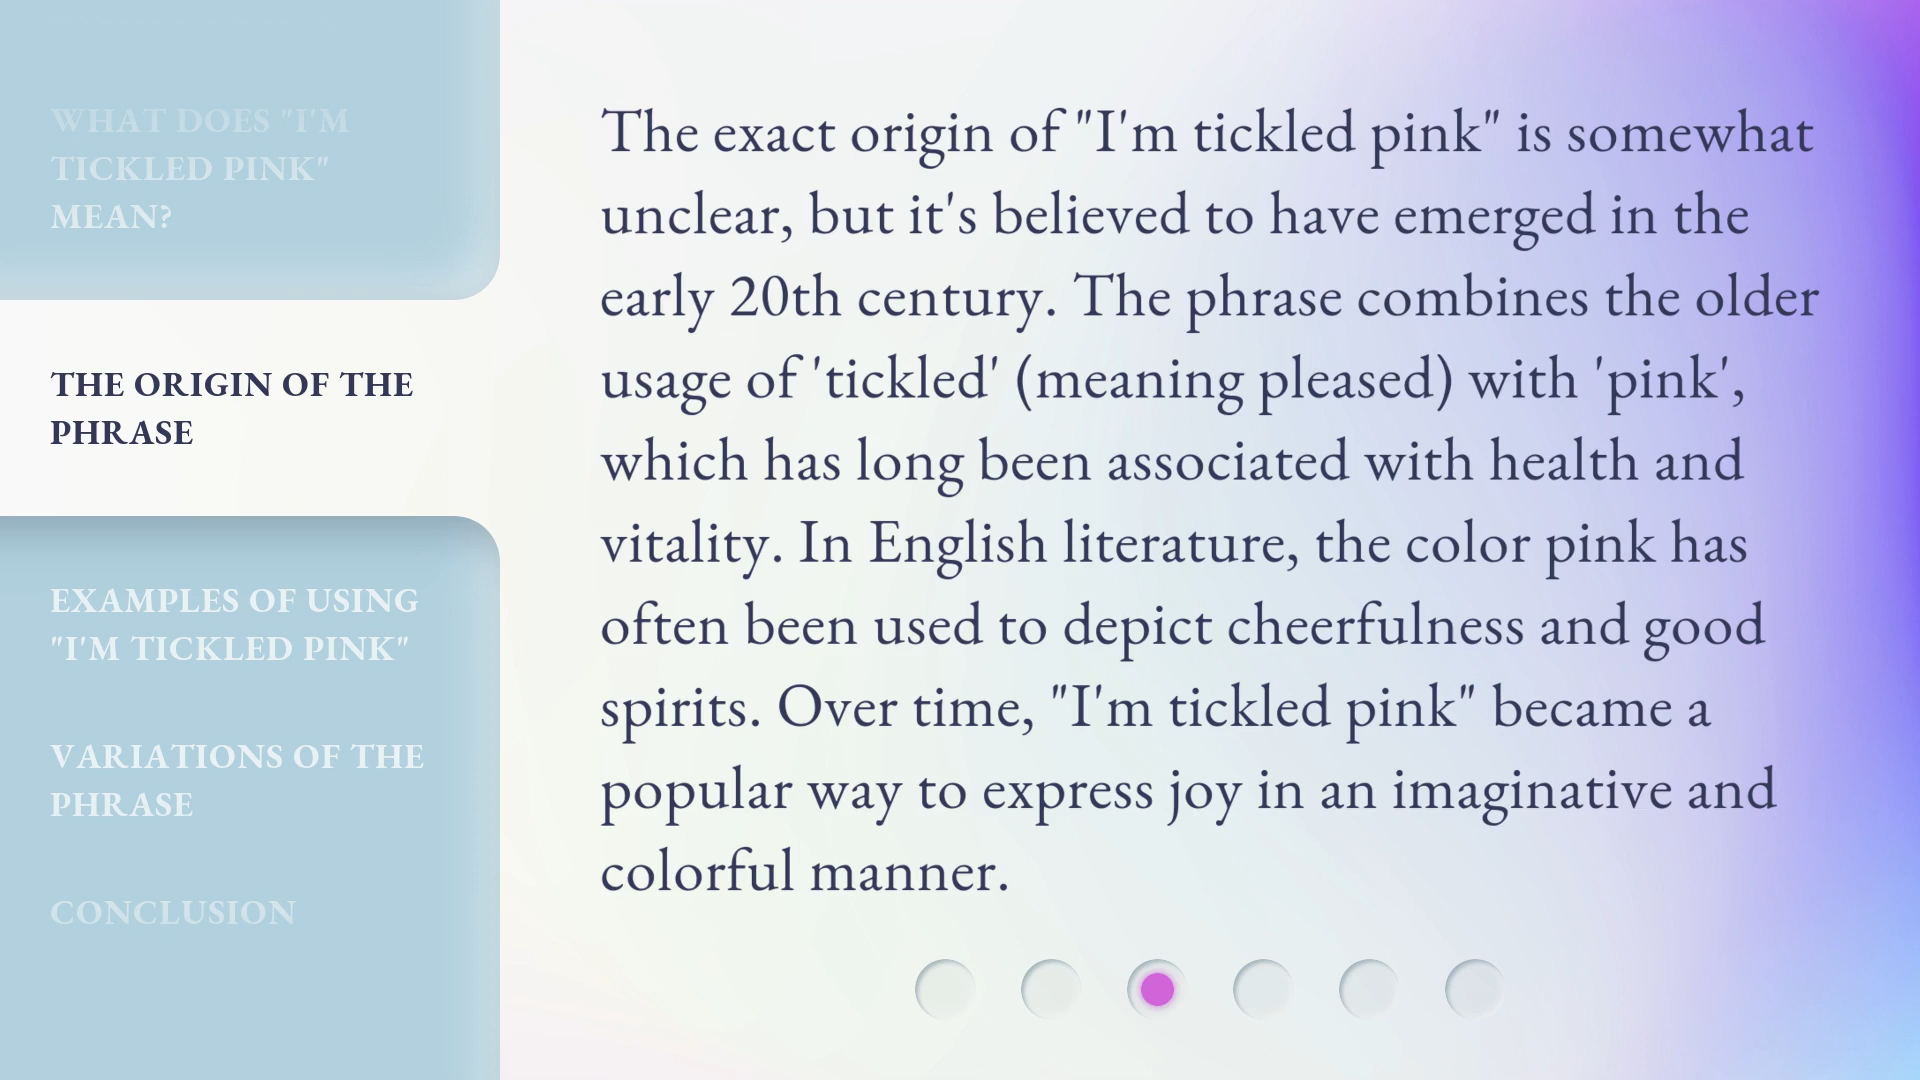 WHAT DOES "I'M
TICKLED PINK"
MEAN?
THE ORIGIN OF THE
PHRASE
EXAMPLES OF USING
"I'M TICKLED PINK"
VARIATIONS OF THE
PHRASE
CONCLUSION
The exact origin of "I'm tickled pink" is somewhat
unclear, but it's believed to have emerged in the
early 20th century. The phrase combines the older
usage of 'tickled' (meaning pleased) with 'pink',
which has long been associated with health and
vitality. In English literature, the color pink has
often been used to depict cheerfulness and good
spirits. Over time, "I'm tickled pink" became a
popular way to express joy in an imaginative and
colorful manner.